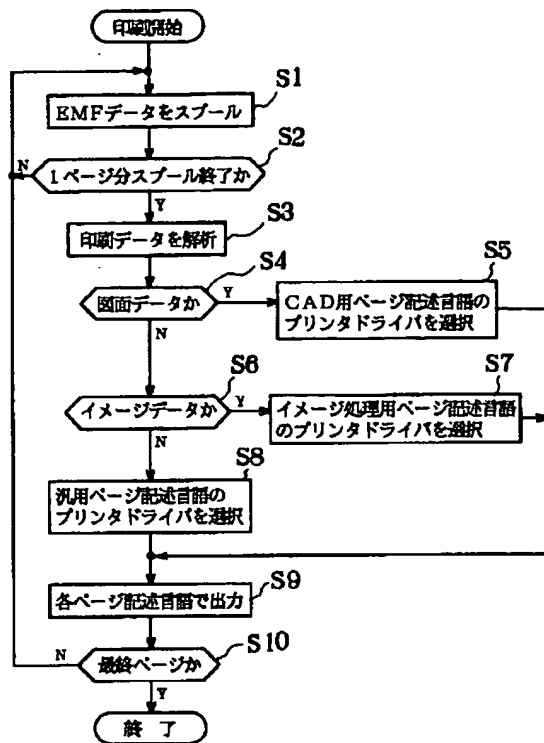 印刷開始
S1
EMFデータをスプール
S2
N
1ページ分スプール終了か
Y
S3
印刷データを解析
S4
図面データか
Y
N
S5
CAD用ページ記述言語の
プリンタドライバを選択
S6
イメージデータか
Y
N
S7
イメージ処理用ページ記述言語
のプリンタドライバを選択
S8
汎用ページ記述言語の
プリンタドライバを選択
S9
各ページ記述言語で出力
S10
N
最終ページか
Y
終了